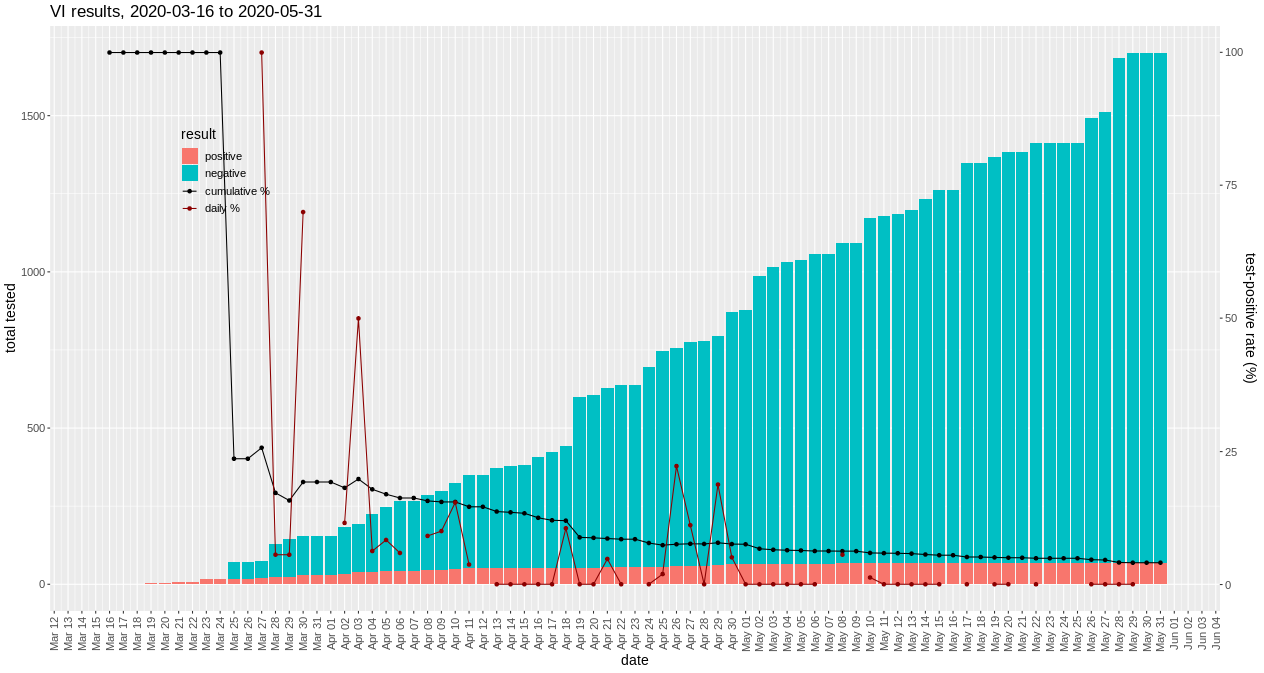 VI results, 2020-03-16 to 2020-05-31
total tested
1500
1000
500
0
result
positive
negative
cumulative %
daily %
100
75
50
25
0
test-positive rate (%)
Mar 12
Mar 13
Mar 14
Mar 15
Mar 16
Mar 17
Mar 18
Mar 19
Mar 20
Mar 21
Mar 22
Mar 23
Mar 24
Mar 25
Mar 26
Mar 27
Mar 28
Mar 29
Mar 30
Mar 31
Apr 01
Apr 02
Apr 03
Apr 04
Apr 05
Apr 06
Apr 07
Apr 08
Apr 09
Apr 10
Apr 11
Apr 12
Apr 13
Apr 14
Apr 15
Apr 16
Apr 17
Apr 18
Apr 19
Apr 20
Apr 21
Apr 22
Apr 23
Apr 24
Apr 25
Apr 26
Apr 27
Apr 28
Apr 29
Apr 30
May 01
May 02
May 03
May 04
May 05
May 06
May 07
May 08
May 09
May 10
May 11
May 12
May 13
May 14
May 15
May 16
May 17
May 18
May 19
May 20
May 21
May 22
May 23
May 24
May 25
May 26
May 27
May 28
May 29
May 30
May 31
Jun 01
Jun 02
Jun 03
Jun 04
date